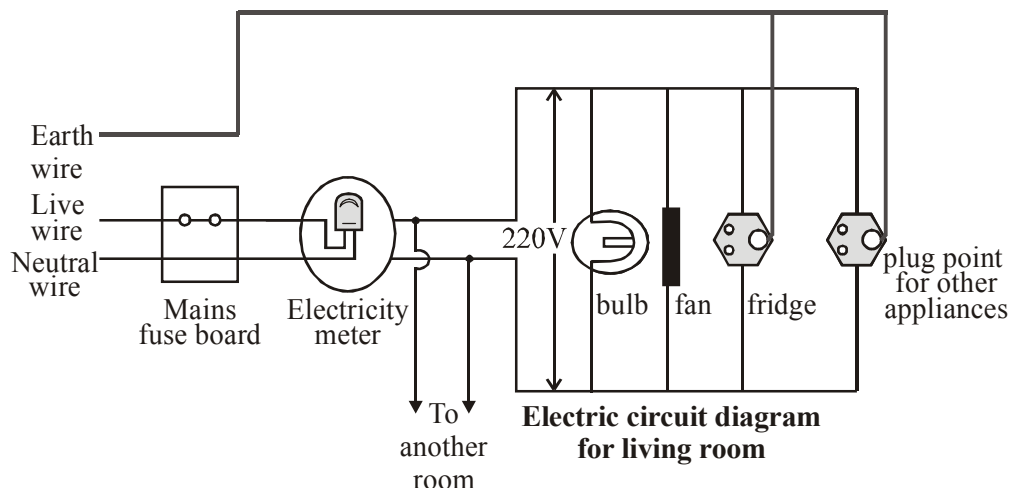 Earth
wire
Live
wire
Neutral
wire
Mains
fuse board
Electricity
meter
To
another
room
220V
bulb
fan
fridge
plug point
for other
appliances
Electric circuit diagram
for living room